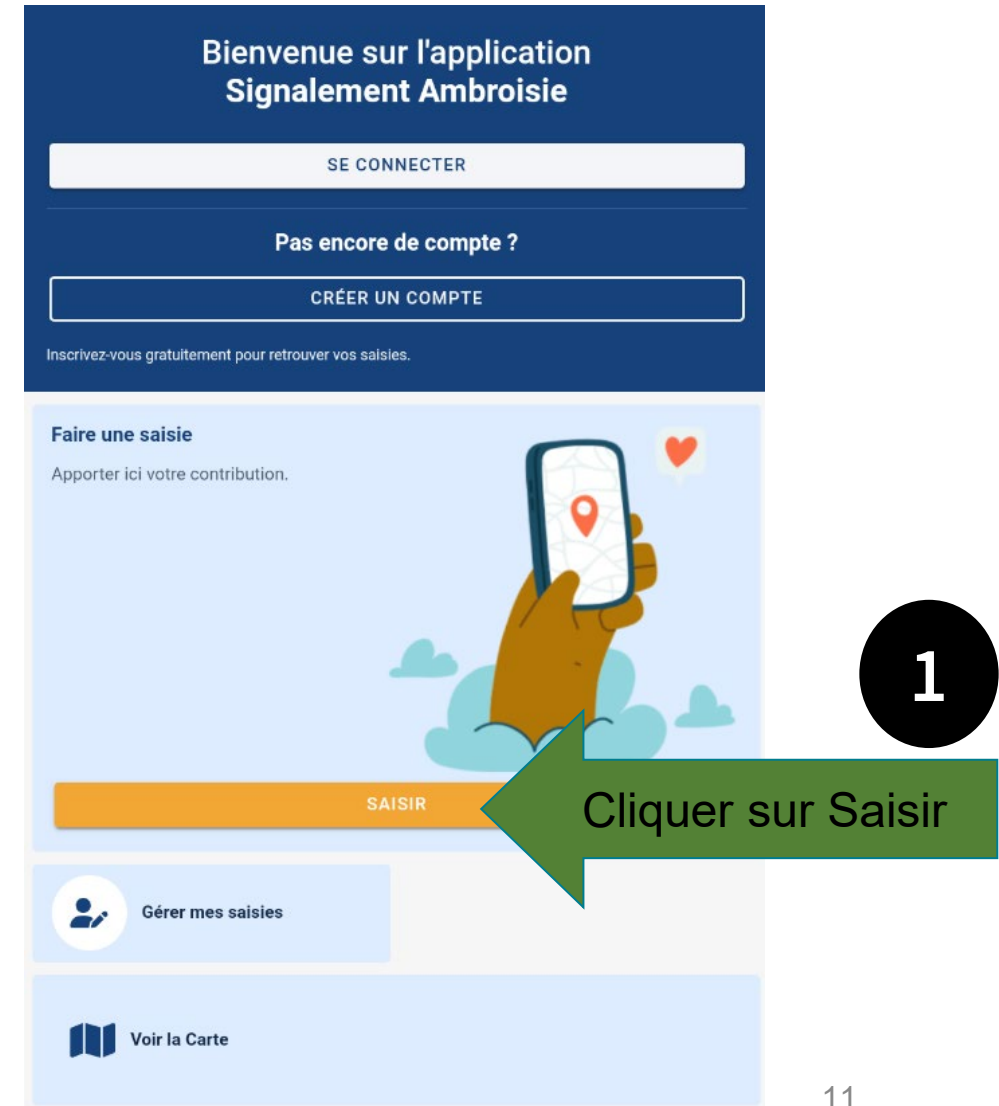 Bienvenue sur l'application
Signalement Ambroisie
SE CONNECTER
Pas encore de compte ?
CRÉER UN COMPTE
Inscrivez-vous gratuitement pour retrouver vos saisies.
Faire une saisie
Apporter ici votre contribution.
1
SAISIR
Cliquer sur Saisir
Gérer mes saisies
Voir la Carte
11